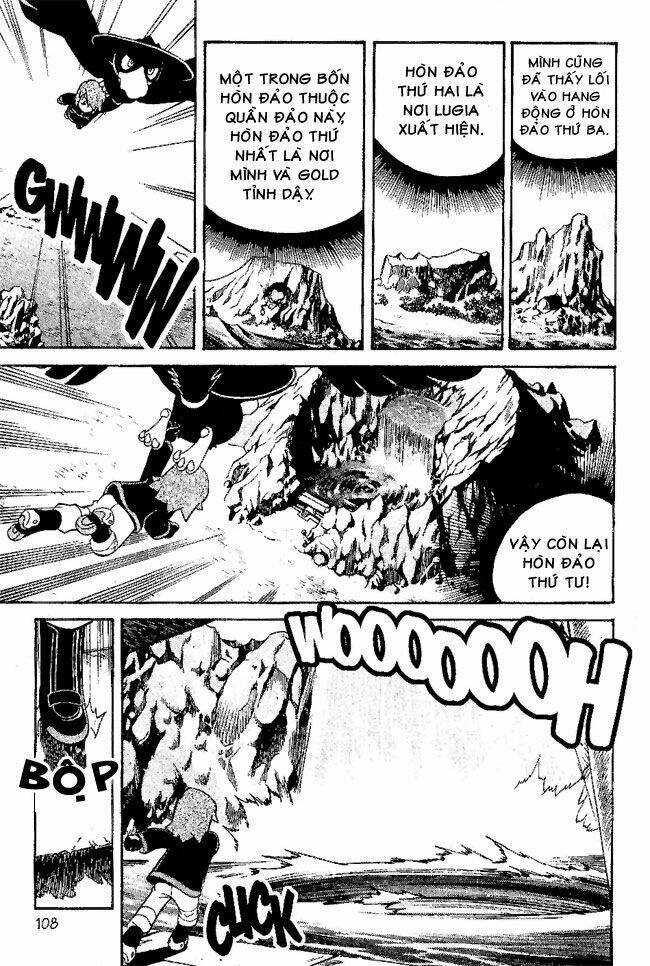 GWWWW
MỘT TRONG BỐN
HÒN ĐẢO THUỘC
QUẦN ĐẢO NÀY,
HÒN ĐẢO THỨ
NHẤT LÀ NƠI
MÌNH VÀ GOLD
TỈNH DẬY.
HÒN ĐẢO
THỨ HAI LÀ
NƠI LUGIA
XUẤT HIỆN.
MÌNH CŨNG
ĐÃ THẤY LỐI
VÀO HANG
ĐỘNG Ở HÒN
ĐẢO THỨ BA.
VẬY CÒN LẠI
HÒN ĐẢO
THỨ TƯ!
BỘP
WOOOOOOH
CLICK
108